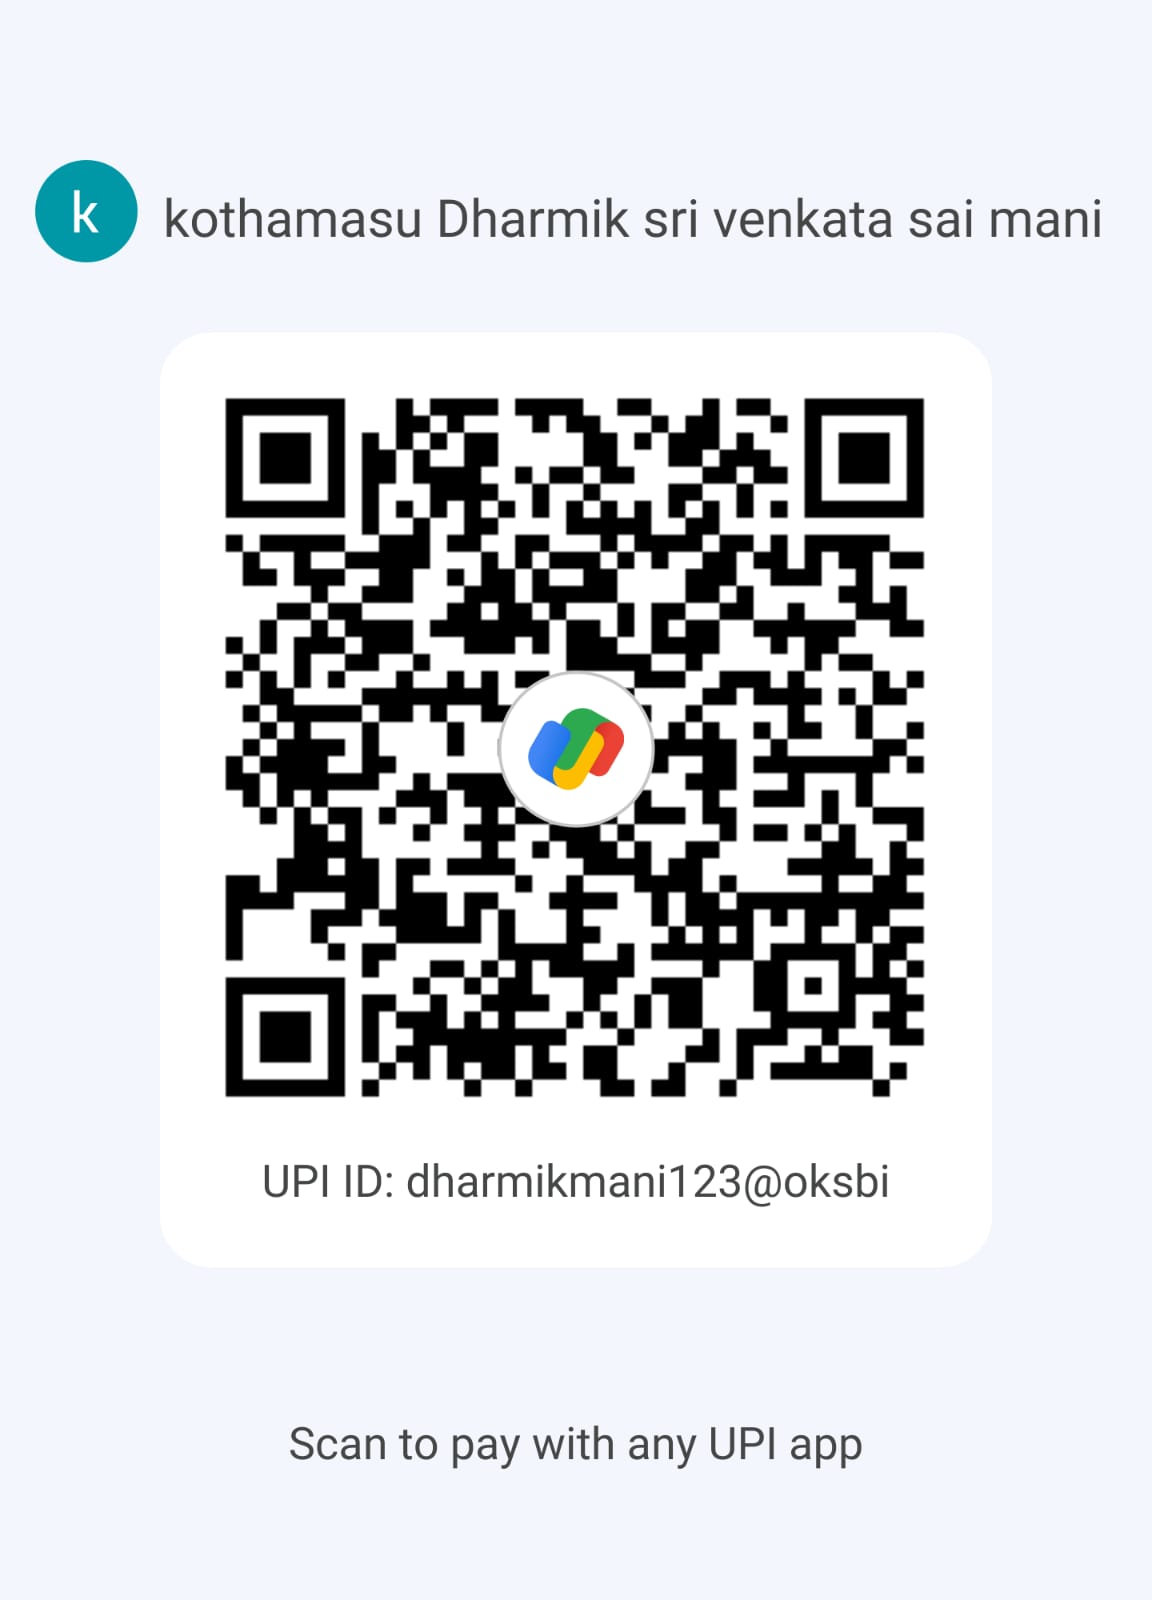 k
kothamasu Dharmik sri venkata sai mani
UPI ID: dharmikmani123@oksbi
Scan to pay with any UPI app